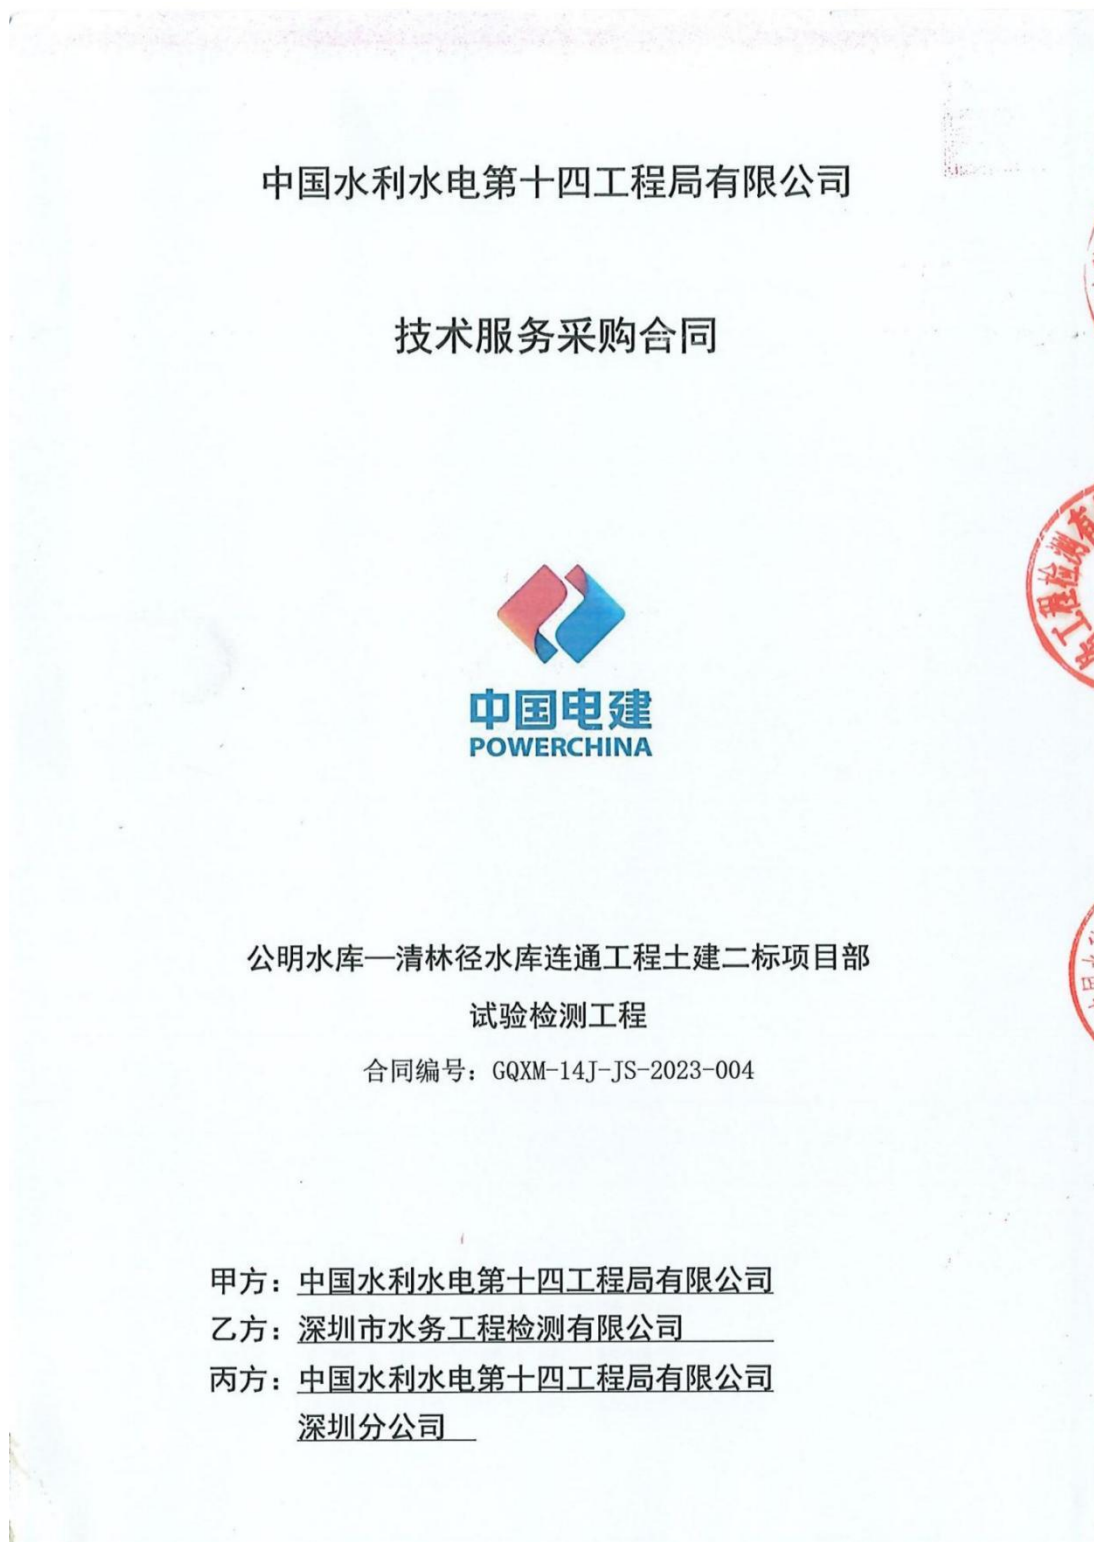 中国水利水电第十四工程局有限公司
技术服务采购合同
中国电建
POWERCHINA
公明水库—清林径水库连通工程土建二标项目部
试验检测工程
合同编号：GQXM-14J-JS-2023-004
甲方：中国水利水电第十四工程局有限公司
乙方：深圳市水务工程检测有限公司
丙方：中国水利水电第十四工程局有限公司
深圳分公司
工程检测有